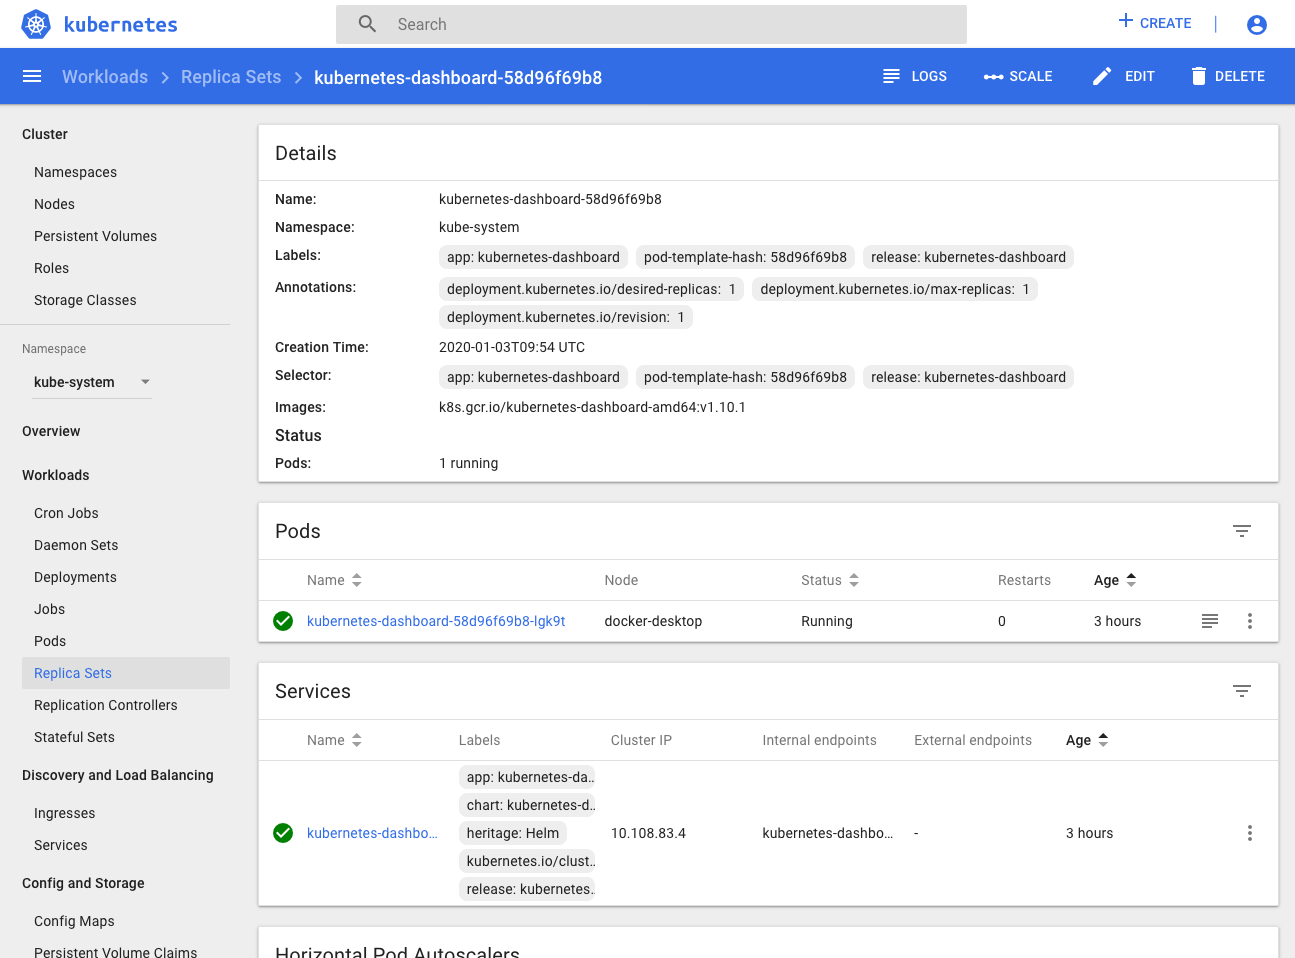 kubernetes
Search
CREATE
Workloads
Replica Sets
kubernetes-dashboard-58d96f69b8
LOGS
SCALE
EDIT
DELETE
Cluster
Namespaces
Nodes
Persistent Volumes
Roles
Storage Classes
Namespace
kube-system
Overview
Workloads
Cron Jobs
Daemon Sets
Deployments
Jobs
Pods
Replica Sets
Replication Controllers
Stateful Sets
Discovery and Load Balancing
Ingresses
Services
Config and Storage
Config Maps
Persistent Volume Claims
Details
Name: kubernetes-dashboard-58d96f69b8
Namespace: kube-system
Labels: app: kubernetes-dashboard pod-template-hash: 58d96f69b8 release: kubernetes-dashboard
Annotations: deployment.kubernetes.io/desired-replicas: 1 deployment.kubernetes.io/max-replicas: 1
deployment.kubernetes.io/revision: 1
Creation Time: 2020-01-03T09:54 UTC
Selector: app: kubernetes-dashboard pod-template-hash: 58d96f69b8 release: kubernetes-dashboard
Images: k8s.gcr.io/kubernetes-dashboard-amd64:v1.10.1
Status
Pods: 1 running
Pods
Name Node Status Restarts Age
kubernetes-dashboard-58d96f69b8-lgk9t docker-desktop Running 0 3 hours
Services
Name Labels Cluster IP Internal endpoints External endpoints Age
app: kubernetes-da..
chart: kubernetes-d..
kubernetes-dashbo... heritage: Helm 10.108.83.4 kubernetes-dashbo... - 3 hours
kubernetes.io/clust..
release: kubernetes..
Horizontal Pod Autoscalers